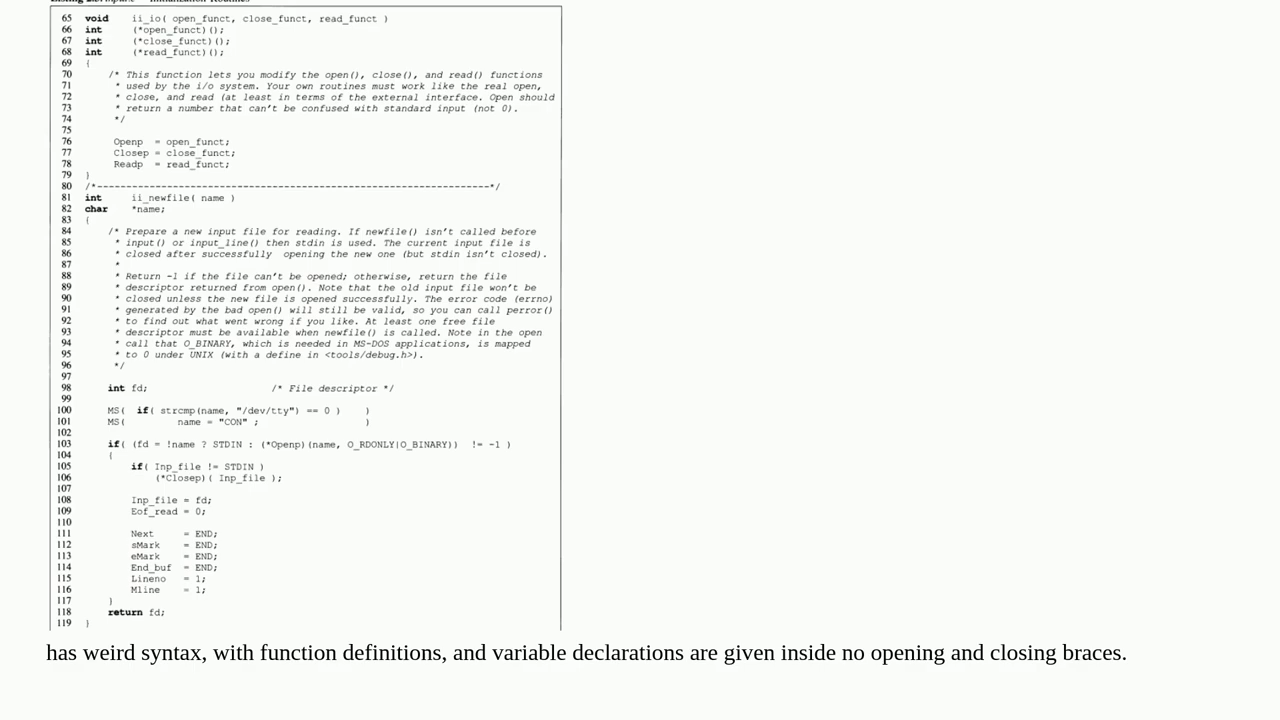 65 void ii_io( open_funct, close_funct, read_funct )
66 int (*open_funct)();
67 int (*close_funct)();
68 int (*read_funct)();
69 {
70 /* This function lets you modify the open(), close(), and read() functions
71 * used by the i/o system. Your own routines must work like the real open,
72 * close, and read (at least in terms of the external interface. Open should
73 * return a number that can't be confused with standard input (not 0).
74 */
75
76 Openp = open_funct;
77 Closep = close_funct;
78 Readp = read_funct;
79 }
80 /*--------------------------------------------------------------------*/
81 int ii_newfile( name )
82 char *name;
83 {
84 /* Prepare a new input file for reading. If newfile() isn't called before
85 * input() or input_line() then stdin is used. The current input file is
86 * closed after successfully opening the new one (but stdin isn't closed).
87 *
88 * Return -1 if the file can't be opened; otherwise, return the file
89 * descriptor returned from open(). Note that the old input file won't be
90 * closed unless the new file is opened successfully. The error code (errno)
91 * generated by the bad open() will still be valid, so you can call perror()
92 * to find out what went wrong if you like. At least one free file
93 * descriptor must be available when newfile() is called. Note in the open
94 * call that O_BINARY, which is needed in MS-DOS applications, is mapped
95 * to 0 under UNIX (with a define in <tools/debug.h>).
96 */
97
98 int fd; /* File descriptor */
99
100 MS( if( strcmp(name, "/dev/tty") == 0 ) )
101 MS( name = "CON" ; )
102
103 if( (fd = !name ? STDIN : (*Openp)(name, O_RDONLY|O_BINARY)) != -1 )
104 {
105 if( Inp_file != STDIN )
106 (*Closep)( Inp_file );
107
108 Inp_file = fd;
109 Eof_read = 0;
110
111 Next = END;
112 sMark = END;
113 eMark = END;
114 End_buf = END;
115 Lineno = 1;
116 Mline = 1;
117 }
118 return fd;
119 }
has weird syntax, with function definitions, and variable declarations are given inside no opening and closing braces.